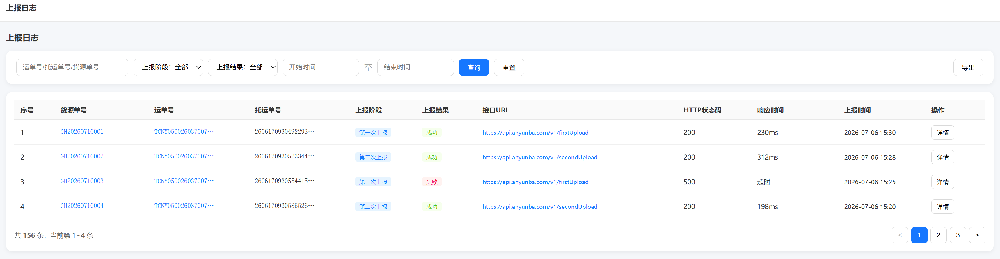 上报日志
上报日志
运单号/托运单号/货源单号 上报阶段：全部 上报结果：全部 开始时间 至 结束时间 查询 重置 导出
序号 货源单号 运单号 托运单号 上报阶段 上报结果 接口URL HTTP状态码 响应时间 上报时间 操作
1 GH20260710001 TCNY050026037007… 2606170930492293… 第一次上报 成功 https://api.ahyunba.com/v1/firstUpload 200 230ms 2026-07-06 15:30 详情
2 GH20260710002 TCNY050026037007… 2606170930523344… 第二次上报 成功 https://api.ahyunba.com/v1/secondUpload 200 312ms 2026-07-06 15:28 详情
3 GH20260710003 TCNY050026037007… 2606170930554415… 第一次上报 失败 https://api.ahyunba.com/v1/firstUpload 500 超时 2026-07-06 15:25 详情
4 GH20260710004 TCNY050026037007… 2606170930585526… 第二次上报 成功 https://api.ahyunba.com/v1/secondUpload 200 198ms 2026-07-06 15:20 详情
共 156 条，当前第 1~4 条 < 1 2 3 >